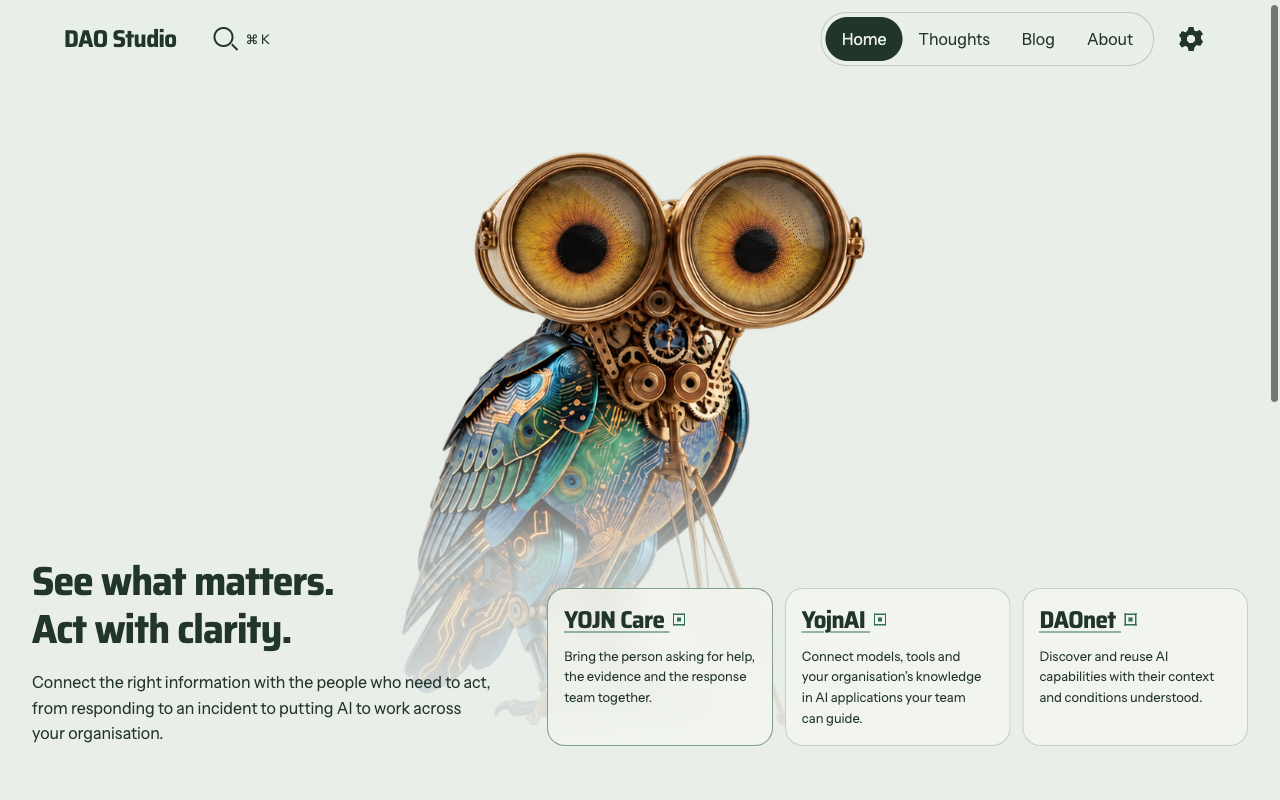 DAO Studio
⌘ K
Home
Thoughts
Blog
About
See what matters.
Act with clarity.
Connect the right information with the people who need to act,
from responding to an incident to putting AI to work across
your organisation.
YOJN Care
Bring the person asking for help,
the evidence and the response
team together.
YojnAI
Connect models, tools and
your organisation's knowledge
in AI applications your team
can guide.
DAOnet
Discover and reuse AI
capabilities with their context
and conditions understood.